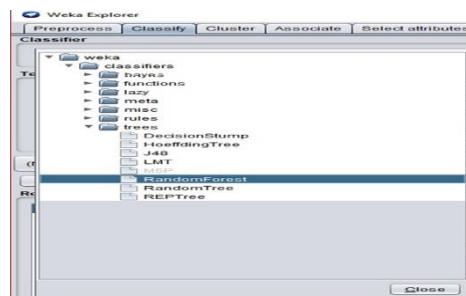 Weka Explorer
Preprocess Classify Cluster Associate Select attributes
Classifier
weka
classifiers
bayes
functions
lazy
meta
misc
rules
trees
DecisionStump
HoeffdingTree
J48
LMT
M5P
RandomForest
RandomTree
REPTree
Close